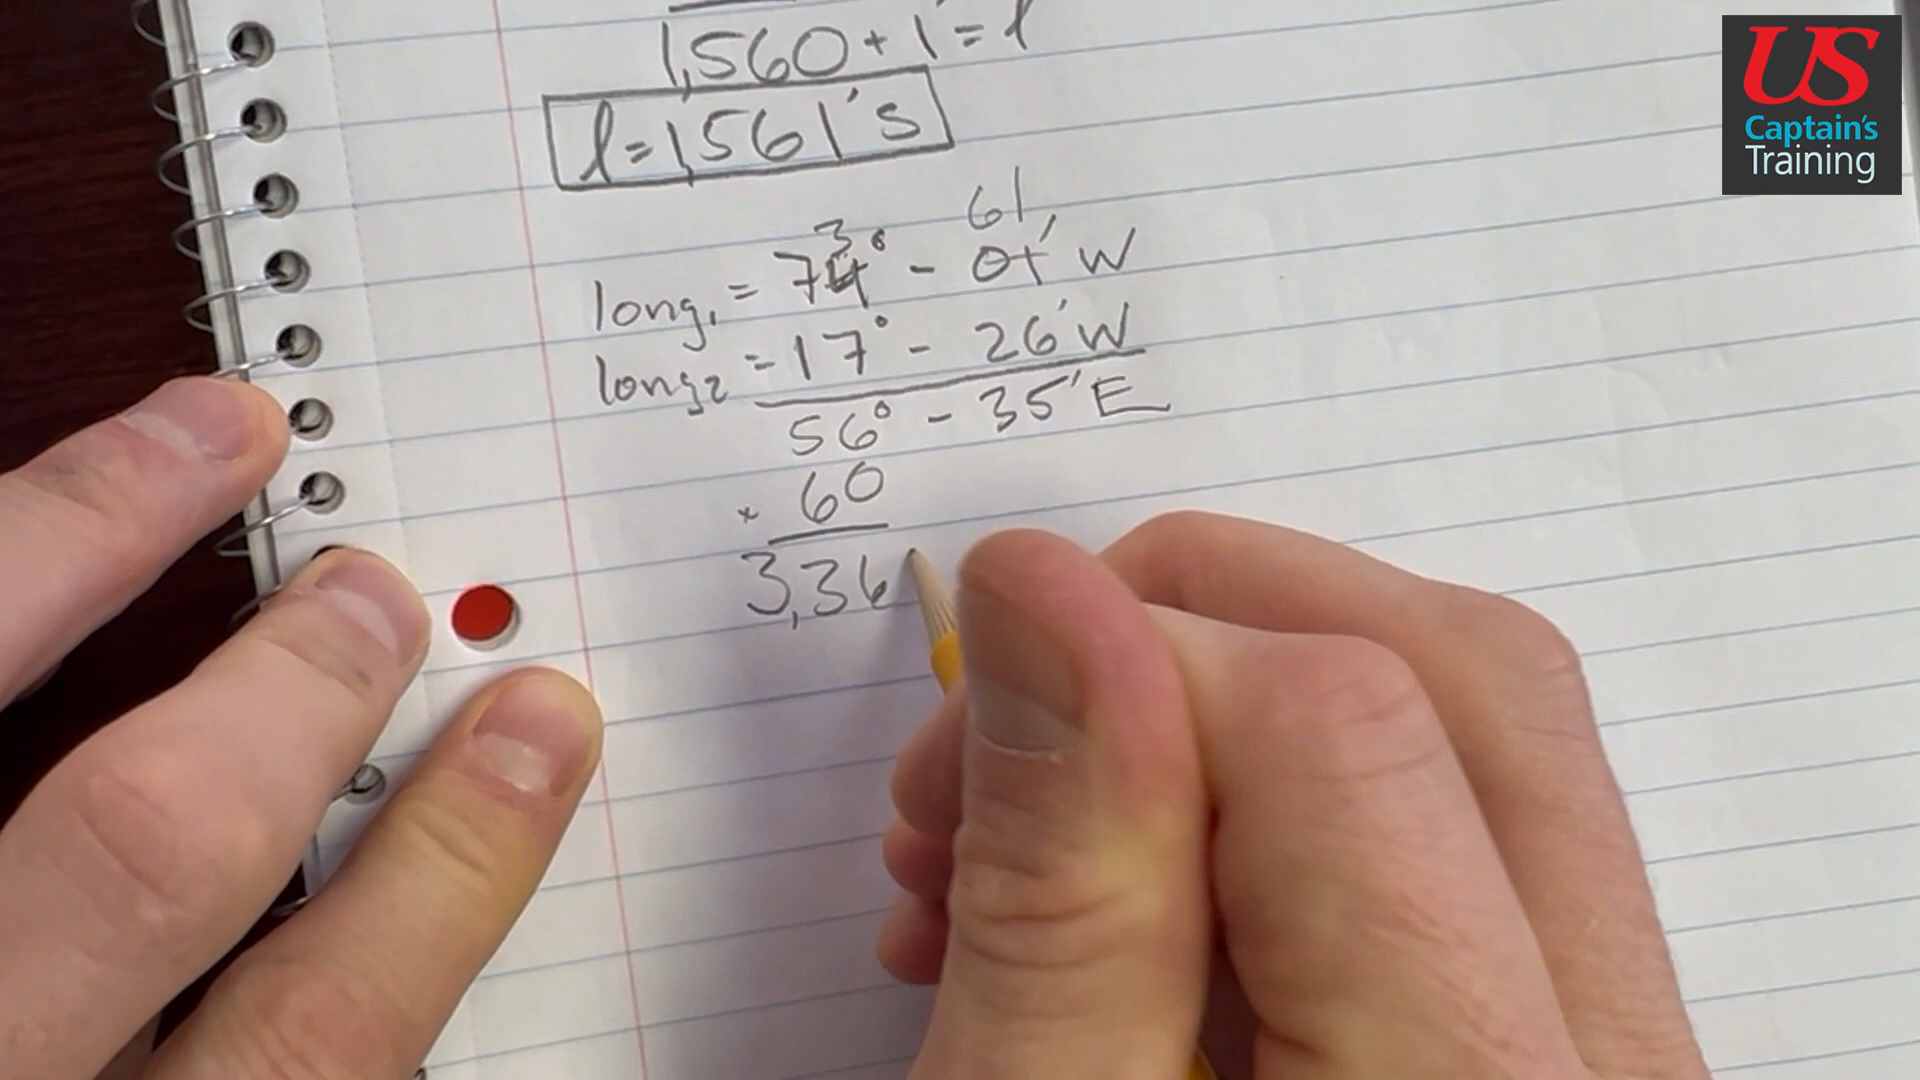 1,560 + 1' = l
l = 1,561's
3 61
long₁ = 74° - 01' W
long₂ = 17° - 26' W
56° - 35' E
× 60
3,36
US
Captain's
Training